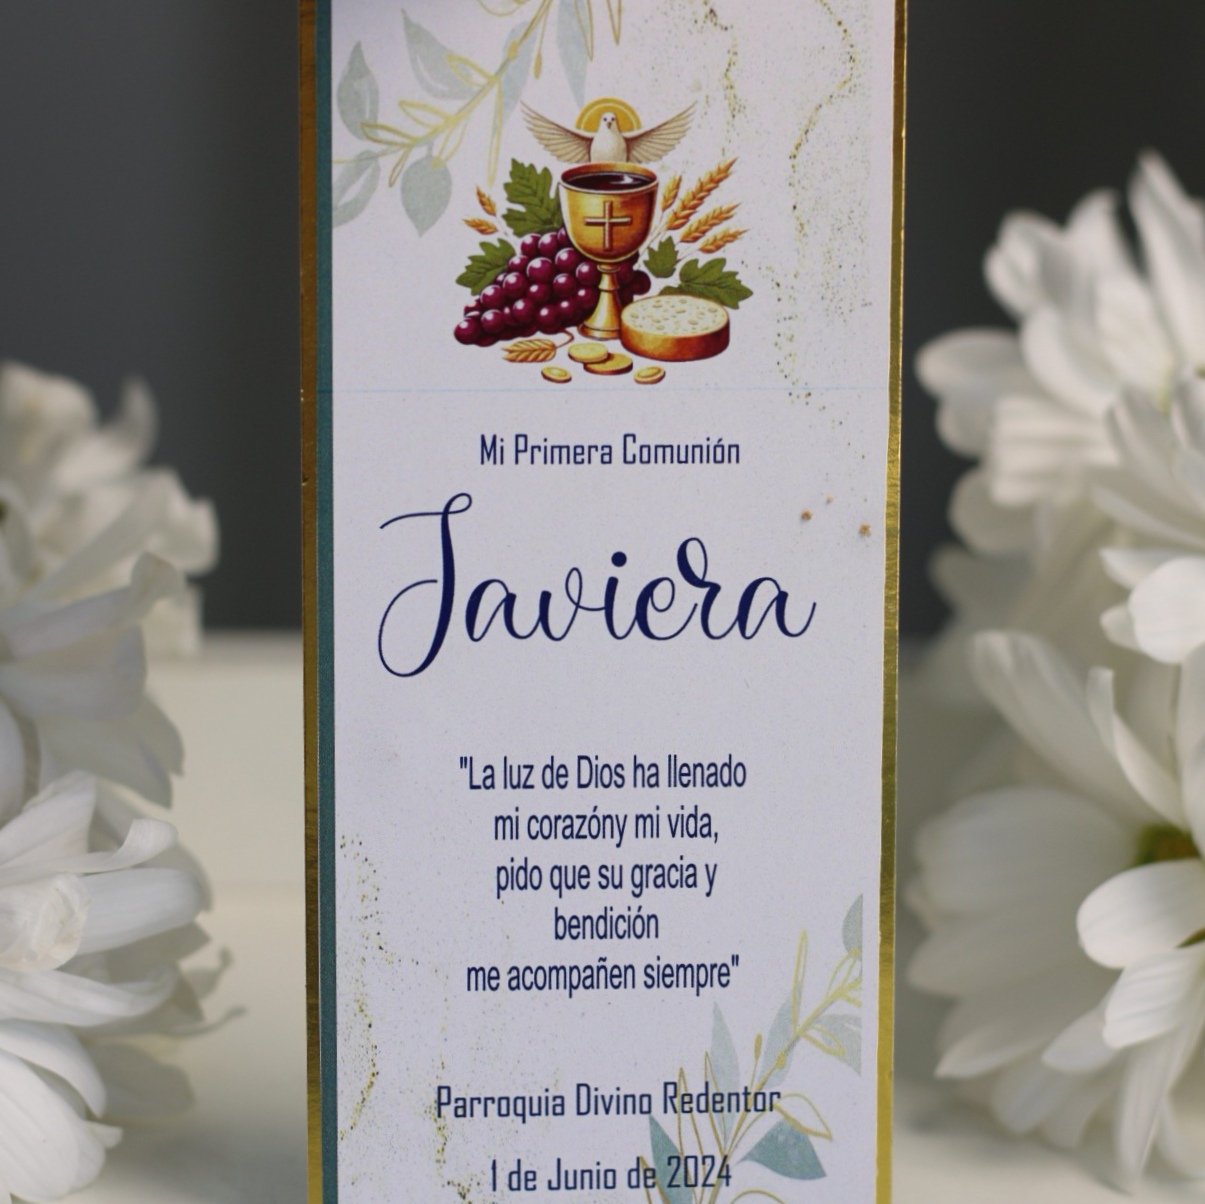 Mi Primera Comunión
Javiera
"La luz de Dios ha llenado
mi corazóny mi vida,
pido que su gracia y
bendición
me acompañen siempre"
Parroquia Divino Redentor
1 de Junio de 2024